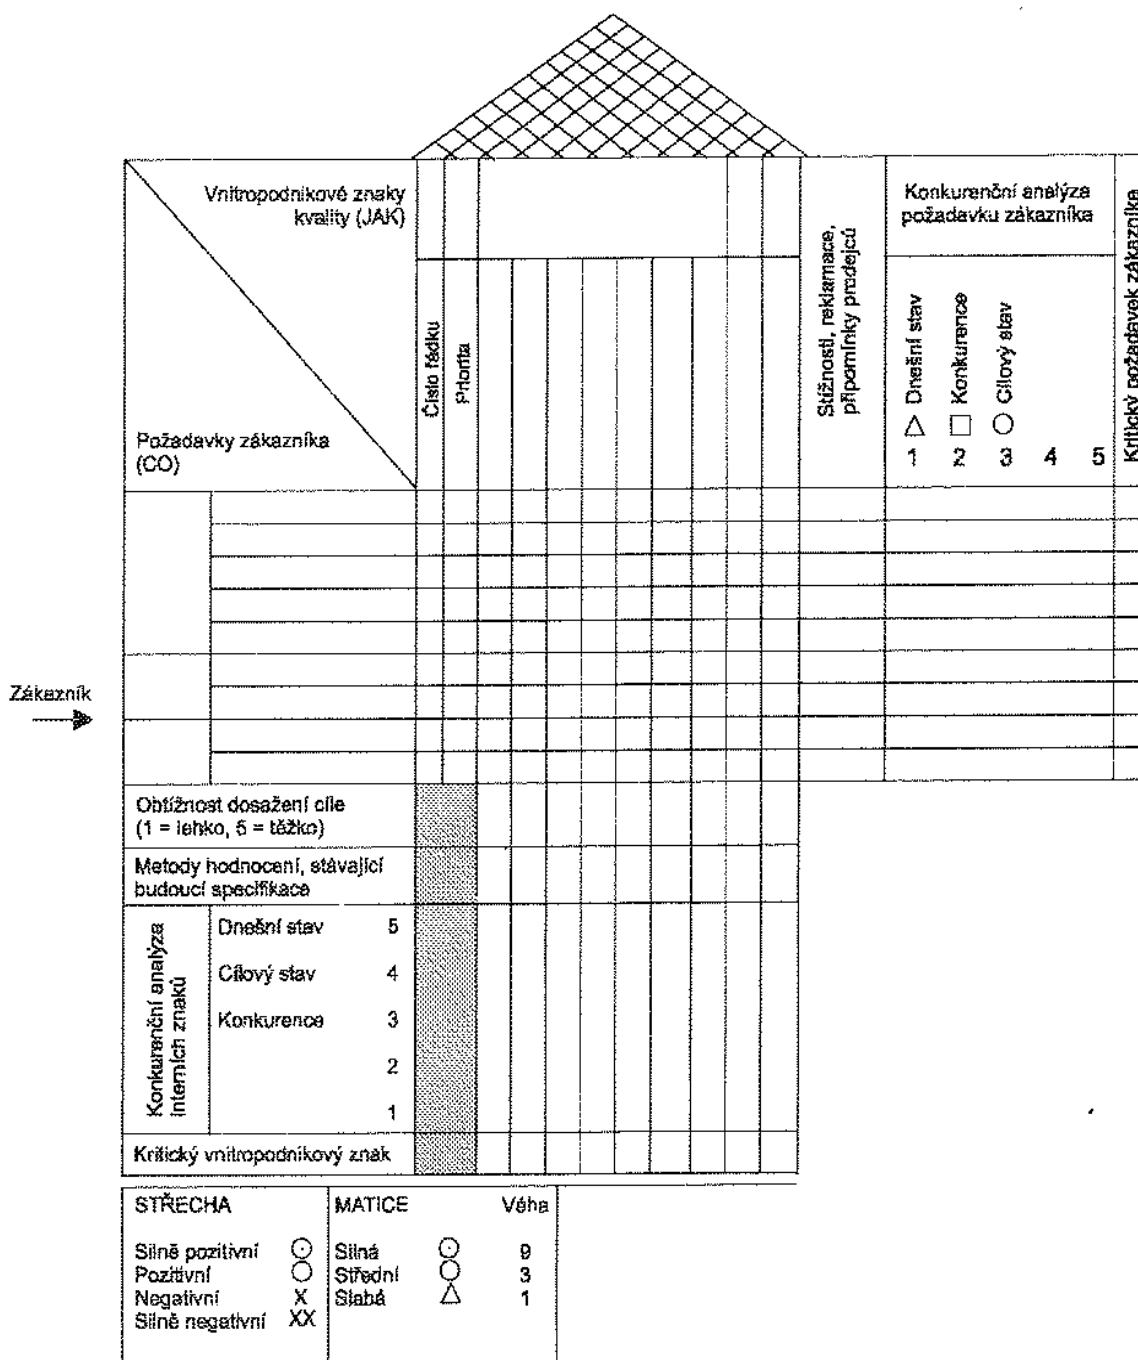 Vnitropodnikové znaky
kvality (JAK)
Požadavky zákazníka
(CO)
Číslo řádku
Priorita
Stížnosti, reklamace,
připomínky prodejců
Konkurenční analýza
požadavku zákazníka
Dnešní stav
Konkurence
Cílový stav
1 2 3 4 5
Kritický požadavek zákazníka
Zákazník
Obtížnost dosažení cíle
(1 = lehko, 5 = těžko)
Metody hodnocení, stávající
budoucí specifikace
Konkurenční analýza
interních znaků
Dnešní stav 5
Cílový stav 4
Konkurence 3
2
1
Kritický vnitropodnikový znak
STŘECHA
Silně pozitivní
Pozitivní
Negativní X
Silně negativní XX
MATICE Váha
Silná 9
Střední 3
Slabá 1